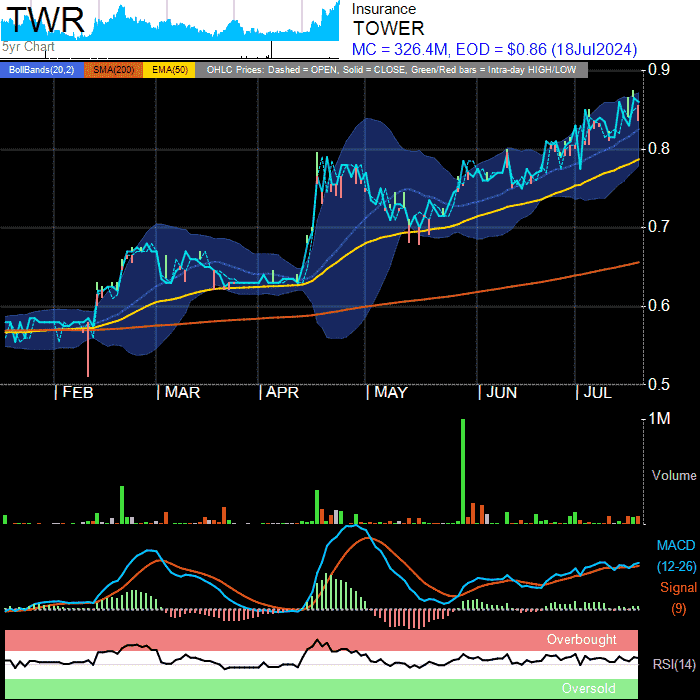 TWR
5yr Chart
Insurance
TOWER
MC = 326.4M, EOD = $0.86 (18Jul2024)
BollBands(20,2) SMA(200) EMA(50) OHLC Prices: Dashed = OPEN, Solid = CLOSE, Green/Red bars = Intra-day HIGH/LOW
0.9
0.8
0.7
0.6
0.5
FEB MAR APR MAY JUN JUL
1M
Volume
MACD
(12-26)
Signal
(9)
Overbought
RSI(14)
Oversold